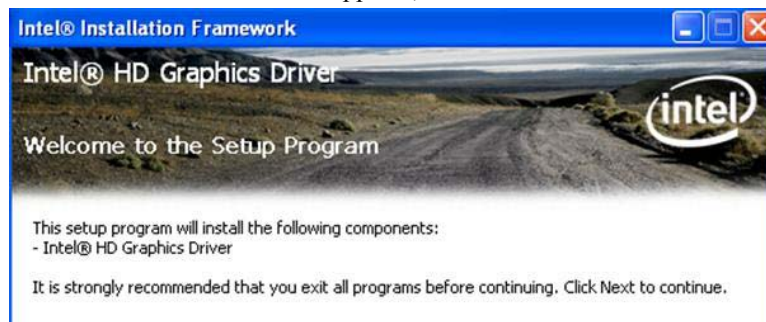 Intel® Installation Framework
Intel® HD Graphics Driver
intel
Welcome to the Setup Program
This setup program will install the following components:
- Intel® HD Graphics Driver
It is strongly recommended that you exit all programs before continuing. Click Next to continue.